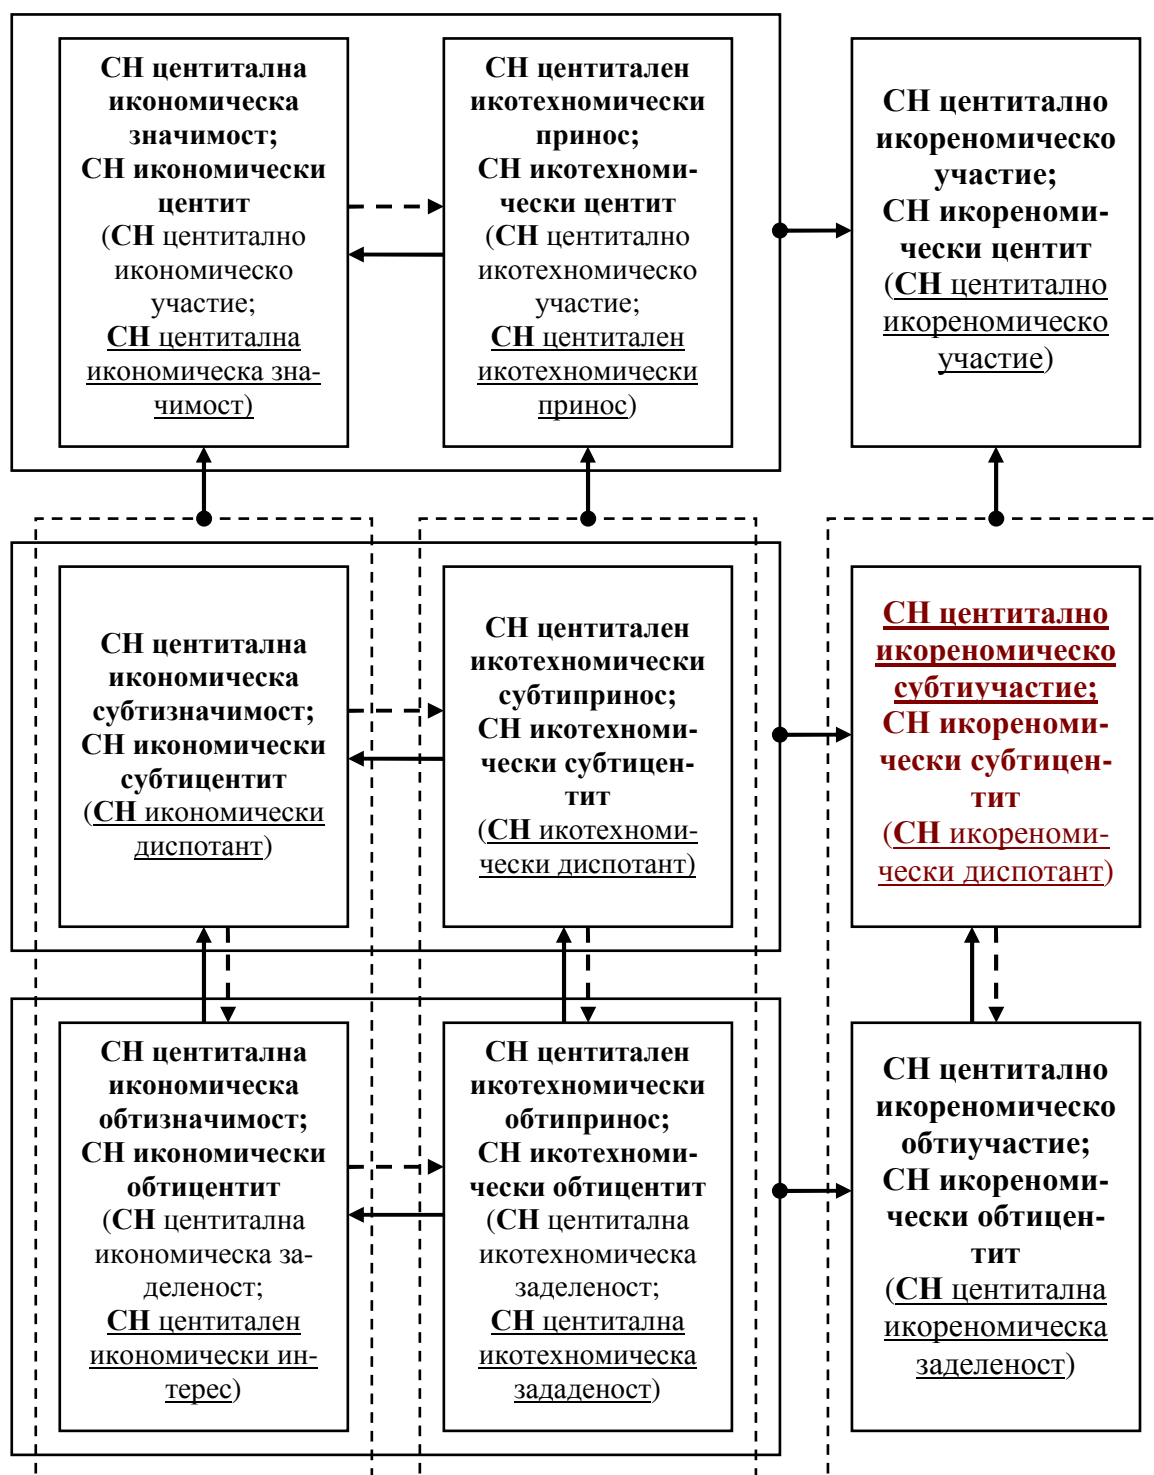 СН центитална
икономическа
значимост;
СН икономически
центит
(СН центитално
икономическо
участие;
СН центитална
икономическа зна-
чимост)
СН центитален
икотехномически
принос;
СН икотехноми-
чески центит
(СН центитално
икотехномическо
участие;
СН центитален
икотехномически
принос)
СН центитално
икореномическо
участие;
СН икореноми-
чески центит
(СН центитално
икореномическо
участие)
СН центитална
икономическа
субтизначимост;
СН икономически
субтицентит
(СН икономически
диспотант)
СН центитален
икотехномически
субтипринос;
СН икотехноми-
чески субтицен-
тит
(СН икотехноми-
чески диспотант)
СН центитално
икореномическо
субтиучастие;
СН икореноми-
чески субтицен-
тит
(СН икореноми-
чески диспотант)
СН центитална
икономическа
обтизначимост;
СН икономически
обтицентит
(СН центитална
икономическа за-
деленост;
СН центитален
икономически ин-
терес)
СН центитален
икотехномически
обтипринос;
СН икотехноми-
чески обтицентит
(СН центитална
икотехномическа
заделеност;
СН центитална
икотехномическа
зададеност)
СН центитално
икореномическо
обтиучастие;
СН икореноми-
чески обтицен-
тит
(СН центитална
икореномическа
заделеност)